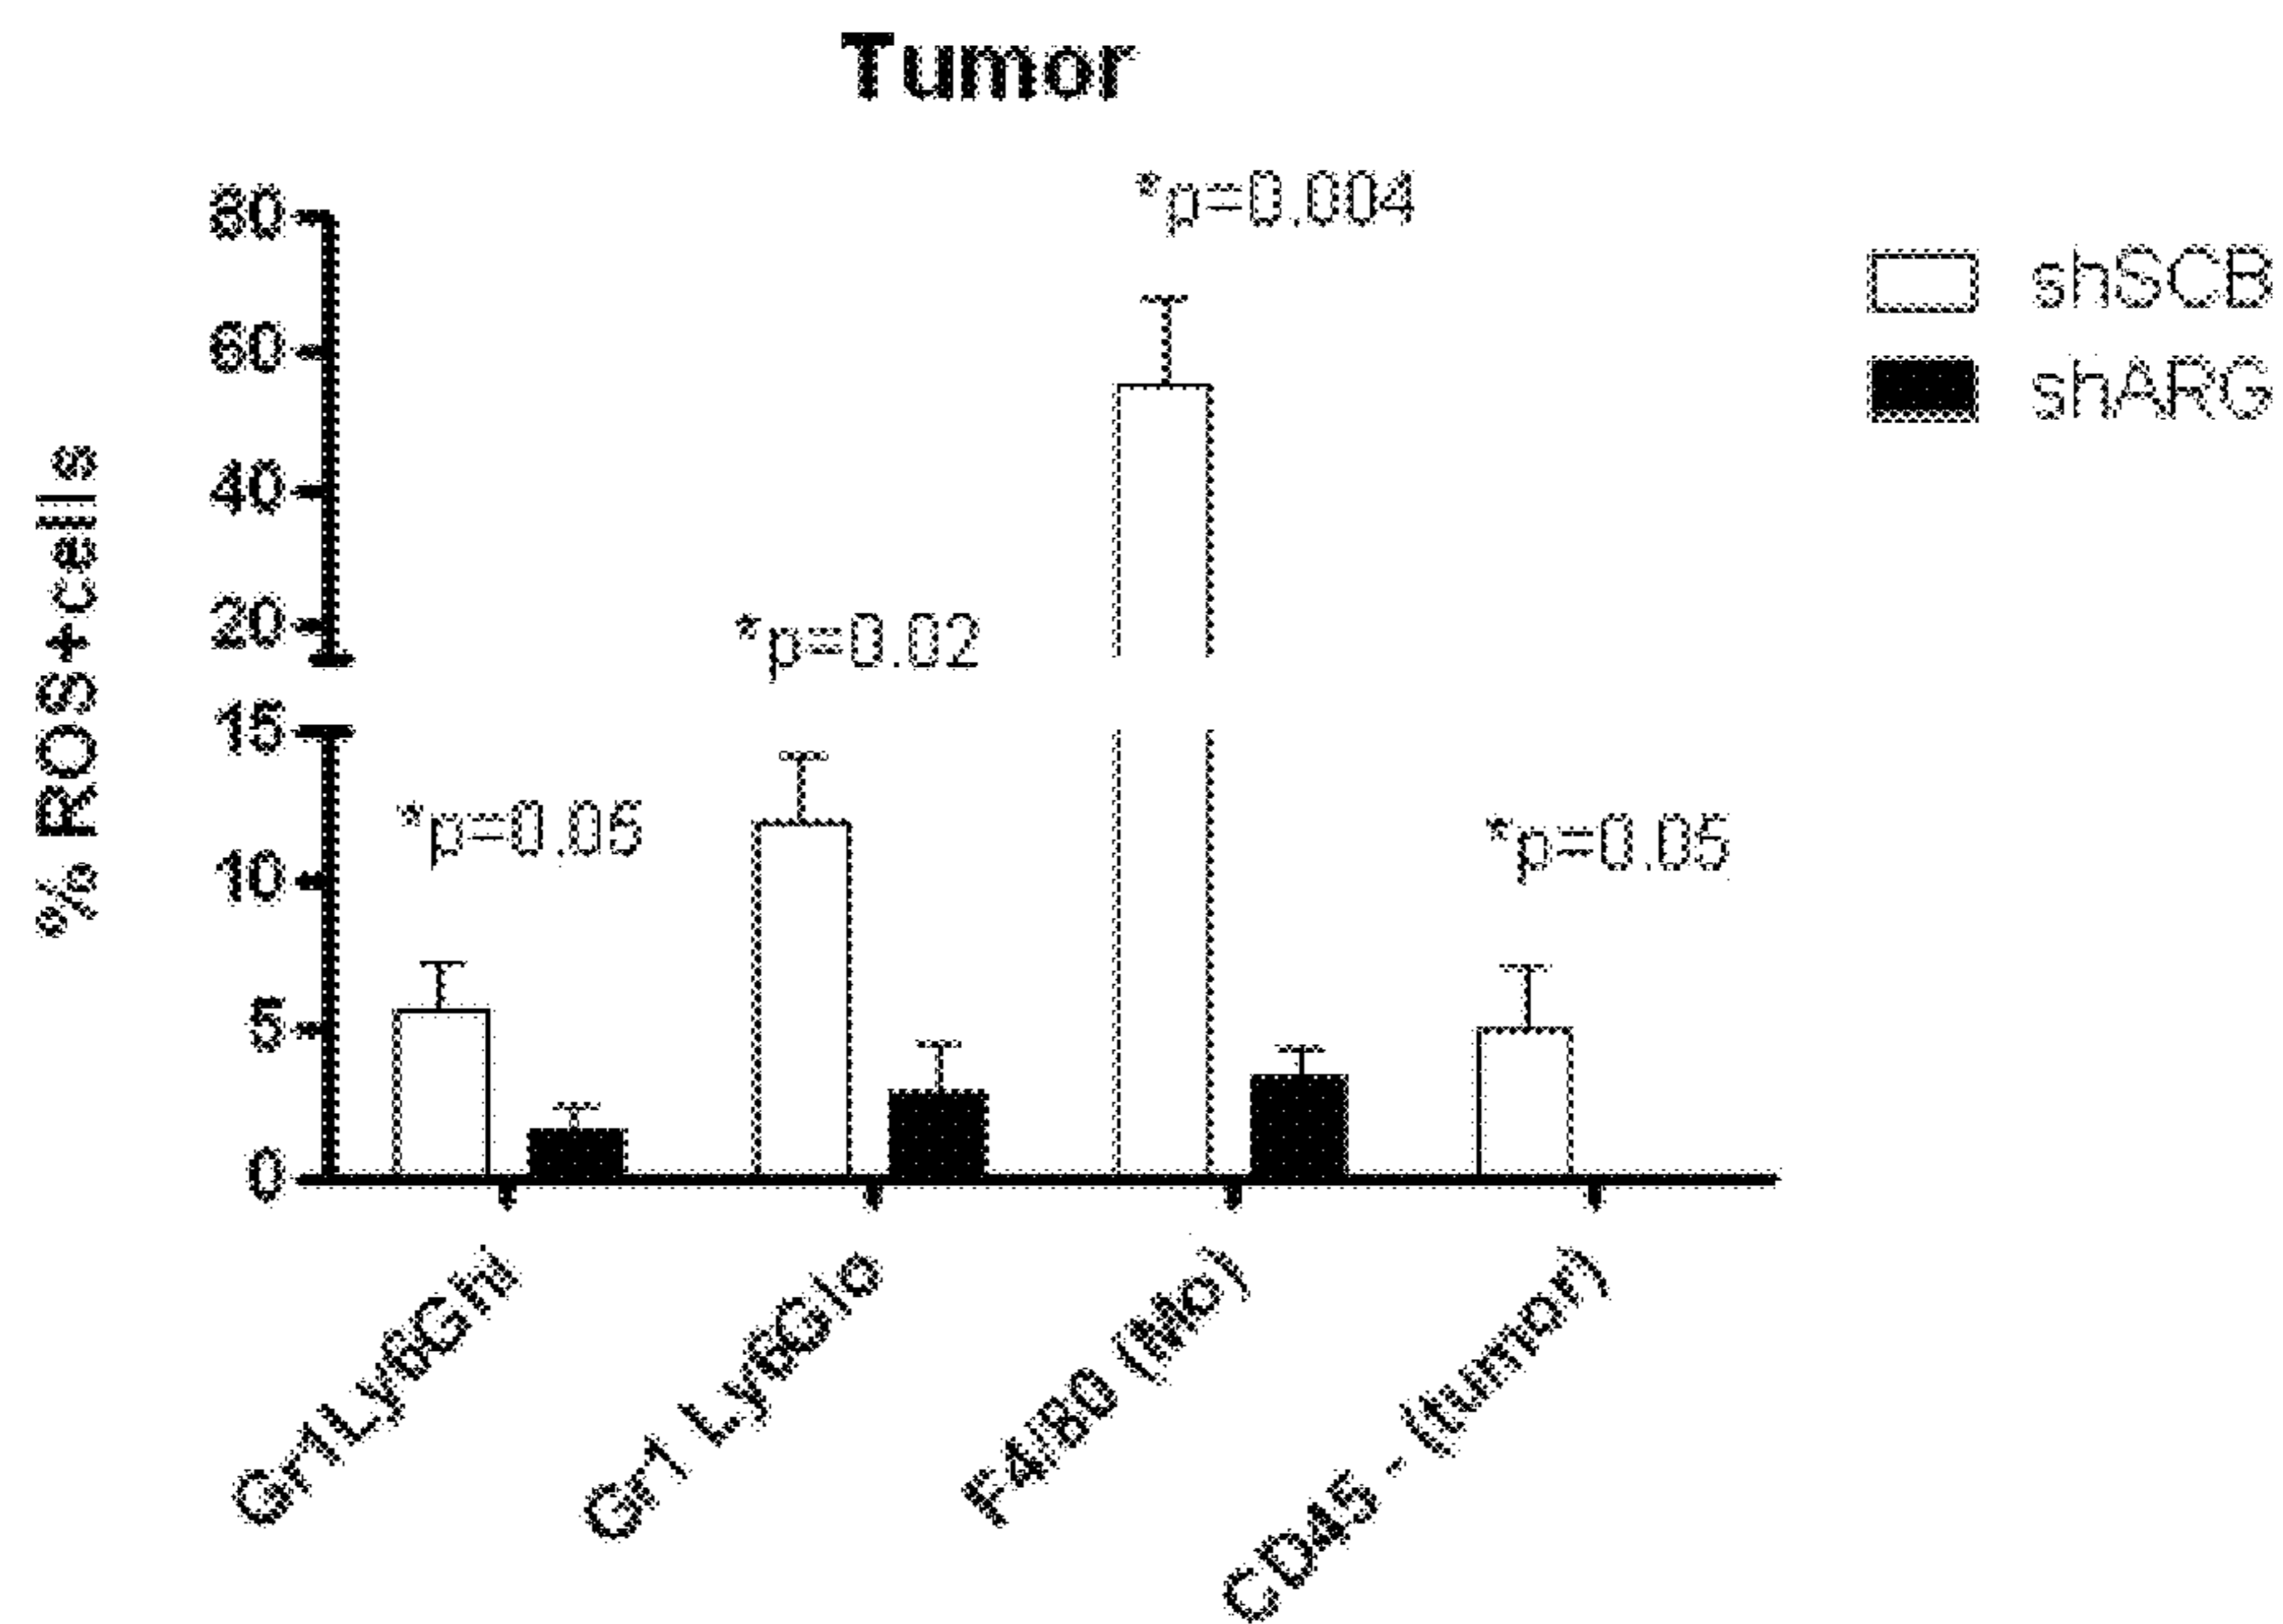 Tumor
% ROS+cells
80
60
40
20
15
10
5
0
*p=0.05
*p=0.02
*p=0.004
*p=0.05
shSCB
shARG
Gr1Ly6Ghi
Gr1 Ly6Glo
F4/80 (Mo)
CD45 - (tumor)